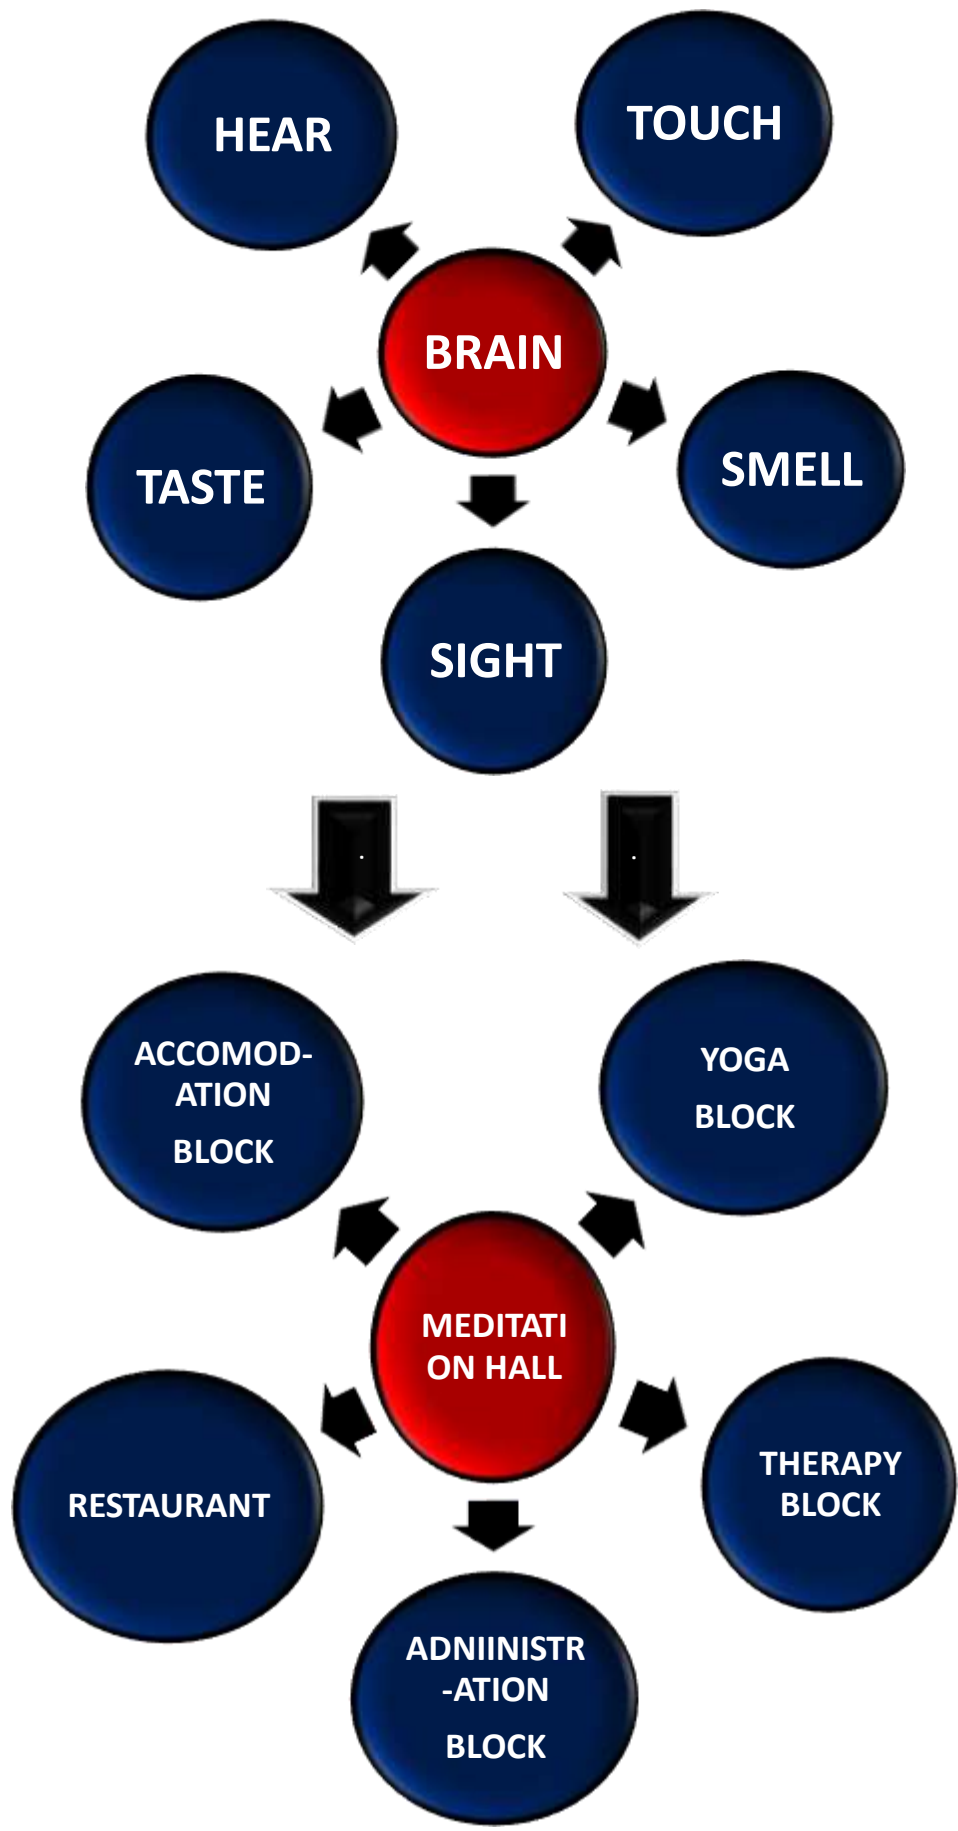 HEAR
TOUCH
BRAIN
TASTE
SMELL
SIGHT
ACCOMOD-
ATION
BLOCK
YOGA
BLOCK
MEDITATI
ON HALL
RESTAURANT
THERAPY
BLOCK
ADNIINISTR
-ATION
BLOCK